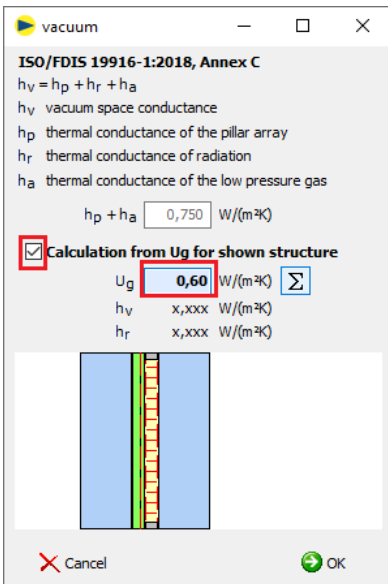 vacuum
ISO/FDIS 19916-1:2018, Annex C
hv = hp + hr + ha
hv vacuum space conductance
hp thermal conductance of the pillar array
hr thermal conductance of radiation
ha thermal conductance of the low pressure gas
hp + ha 0,750 W/(m²K)
Calculation from Ug for shown structure
Ug 0,60 W/(m²K) Σ
hv x,xxx W/(m²K)
hr x,xxx W/(m²K)
Cancel OK